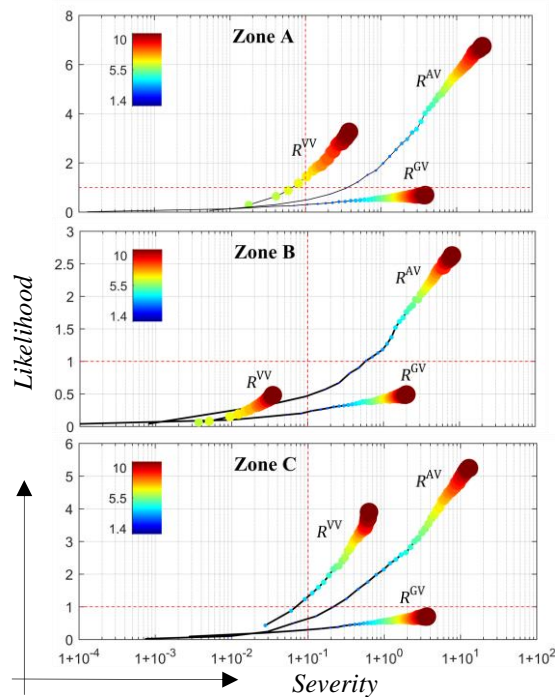 8
6
4
2
0
10
5.5
1.4
Zone A
R^VV
R^AV
R^GV
3
2.5
2
1.5
1
0.5
0
10
5.5
1.4
Zone B
R^VV
R^AV
R^GV
6
5
4
3
2
1
0
10
5.5
1.4
Zone C
R^VV
R^AV
R^GV
1+10^-4
1+10^-3
1+10^-2
1+10^-1
1+10^0
1+10^1
1+10^2
Likelihood
Severity